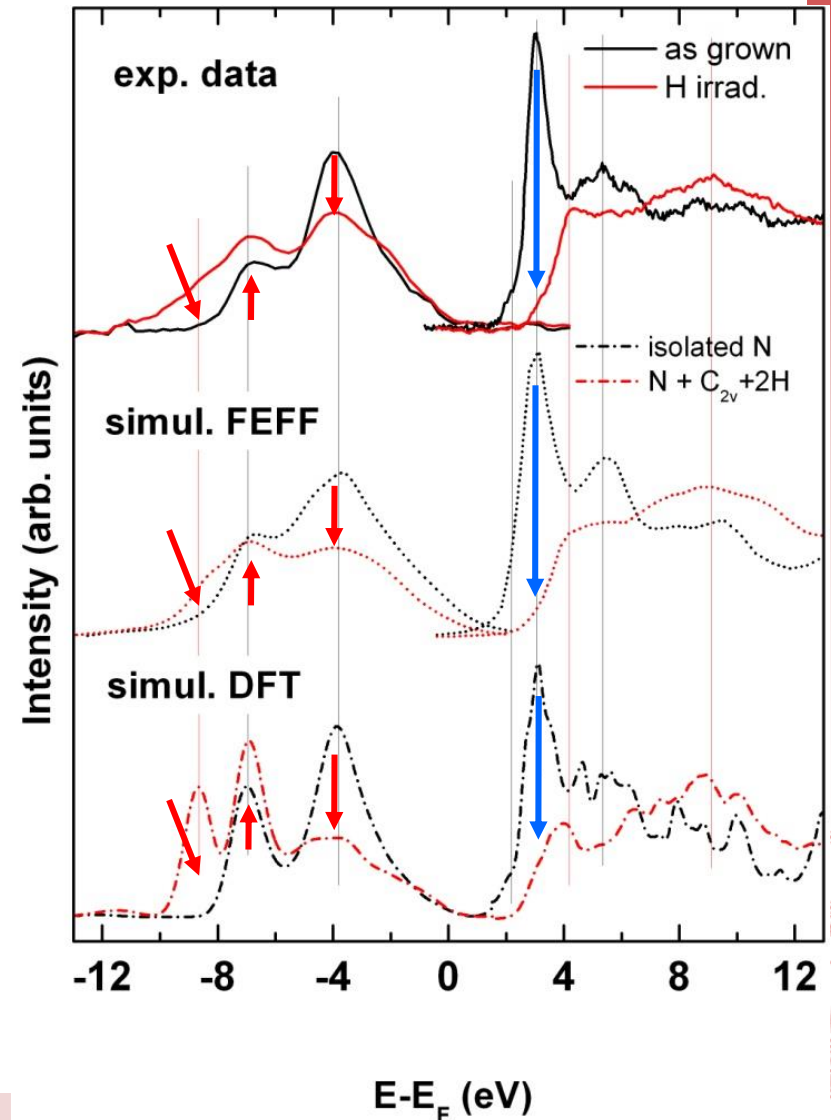 exp. data
as grown
H irrad.
isolated N
N + C2v+2H
simul. FEFF
simul. DFT
Intensity (arb. units)
-12 -8 -4 0 4 8 12
E-EF (eV)